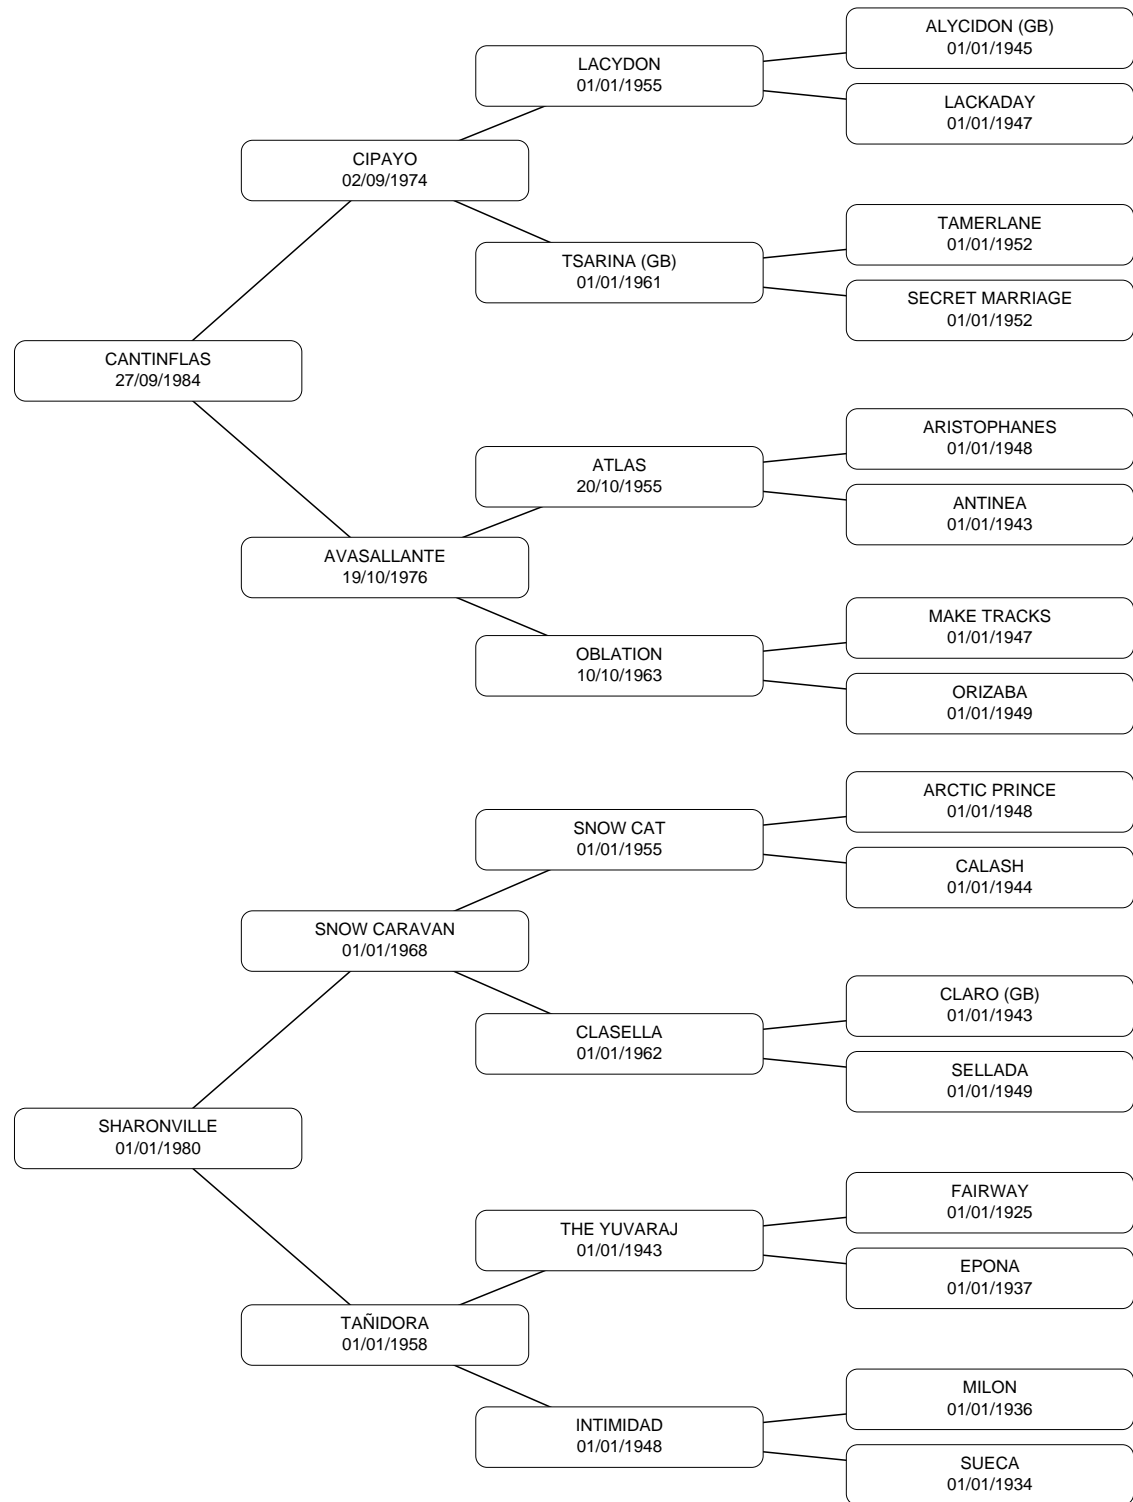 ALYCIDON (GB)
01/01/1945
LACYDON
01/01/1955
LACKADAY
01/01/1947
CIPAYO
02/09/1974
TAMERLANE
01/01/1952
TSARINA (GB)
01/01/1961
SECRET MARRIAGE
01/01/1952
CANTINFLAS
27/09/1984
ARISTOPHANES
01/01/1948
ATLAS
20/10/1955
ANTINEA
01/01/1943
AVASALLANTE
19/10/1976
MAKE TRACKS
01/01/1947
OBLATION
10/10/1963
ORIZABA
01/01/1949
ARCTIC PRINCE
01/01/1948
SNOW CAT
01/01/1955
CALASH
01/01/1944
SNOW CARAVAN
01/01/1968
CLARO (GB)
01/01/1943
CLASELLA
01/01/1962
SELLADA
01/01/1949
SHARONVILLE
01/01/1980
FAIRWAY
01/01/1925
THE YUVARAJ
01/01/1943
EPONA
01/01/1937
TAÑIDORA
01/01/1958
MILON
01/01/1936
INTIMIDAD
01/01/1948
SUECA
01/01/1934